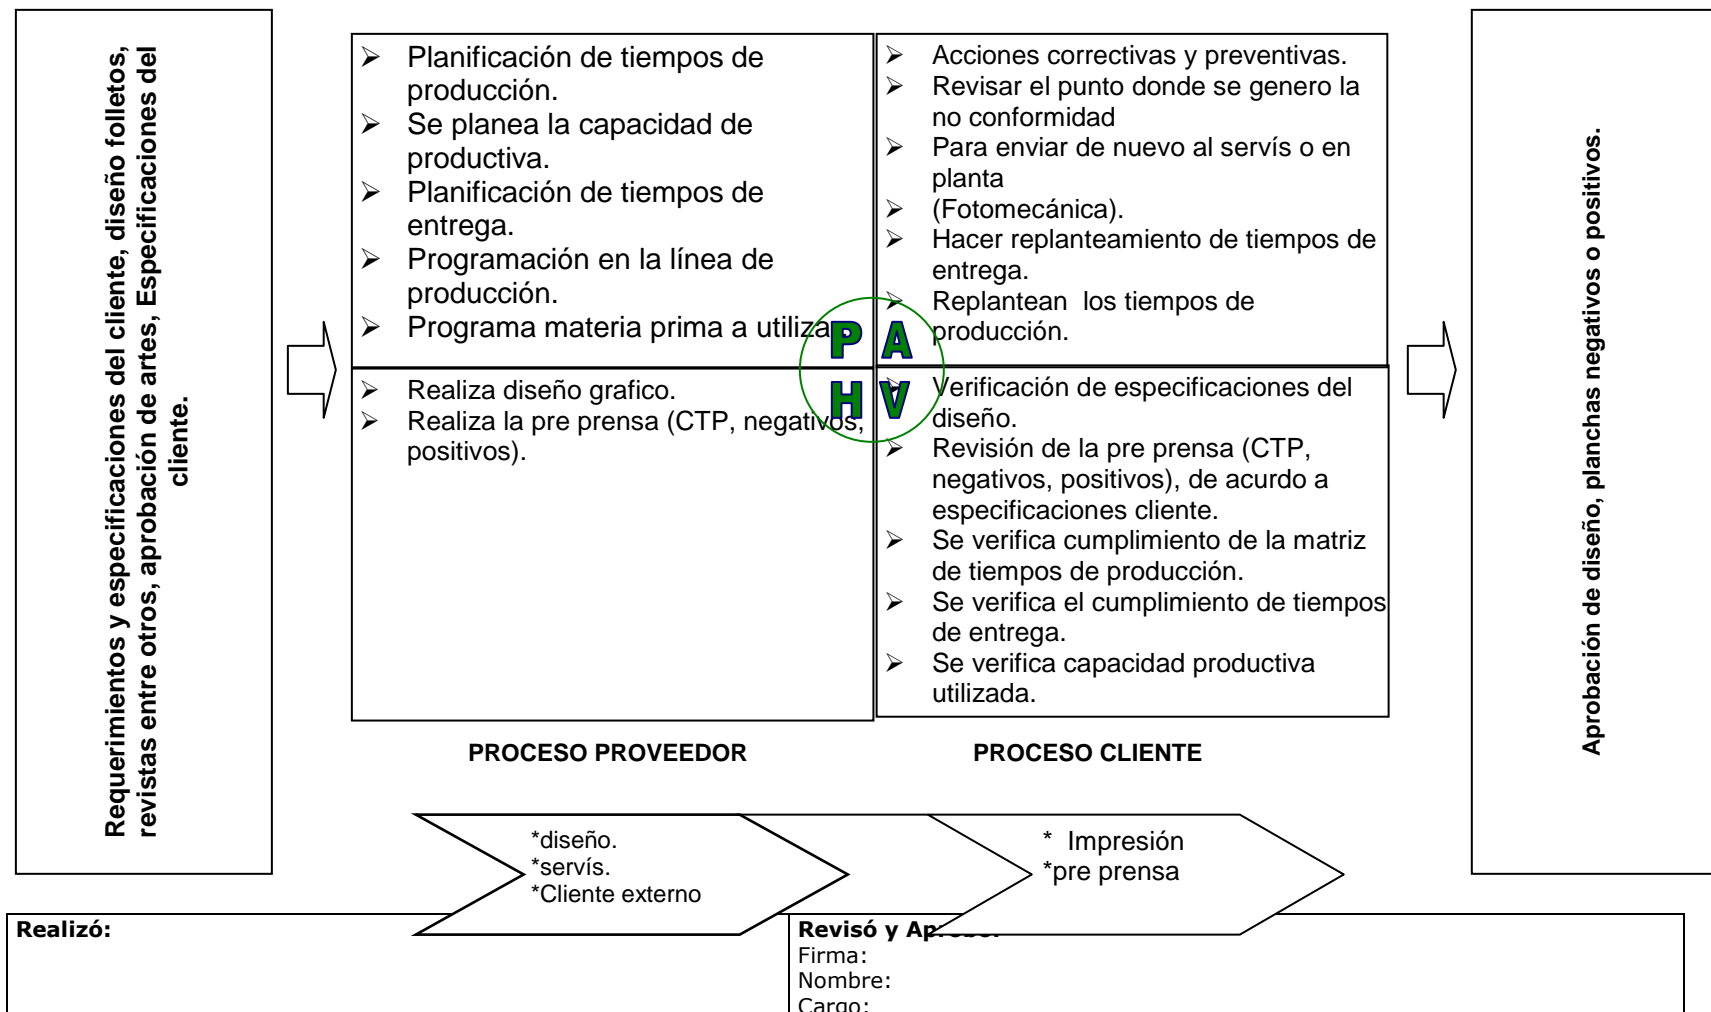 Requerimientos y especificaciones del cliente, diseño folletos,
revistas entre otros, aprobación de artes, Especificaciones del
cliente.
➢ Planificación de tiempos de
producción.
➢ Se planea la capacidad de
productiva.
➢ Planificación de tiempos de
entrega.
➢ Programación en la línea de
producción.
➢ Programa materia prima a utiliza
➢ Acciones correctivas y preventivas.
➢ Revisar el punto donde se genero la
no conformidad
➢ Para enviar de nuevo al servís o en
planta
➢ (Fotomecánica).
➢ Hacer replanteamiento de tiempos de
entrega.
➢ Replantean los tiempos de
producción.
P A
H V
➢ Realiza diseño grafico.
➢ Realiza la pre prensa (CTP, negativos,
positivos).
➢ Verificación de especificaciones del
diseño.
➢ Revisión de la pre prensa (CTP,
negativos, positivos), de acurdo a
especificaciones cliente.
➢ Se verifica cumplimiento de la matriz
de tiempos de producción.
➢ Se verifica el cumplimiento de tiempos
de entrega.
➢ Se verifica capacidad productiva
utilizada.
Aprobación de diseño, planchas negativos o positivos.
PROCESO PROVEEDOR
PROCESO CLIENTE
*diseño.
*servís.
*Cliente externo
* Impresión
*pre prensa
Realizó:
Revisó y
Firma:
Nombre:
Cargo: